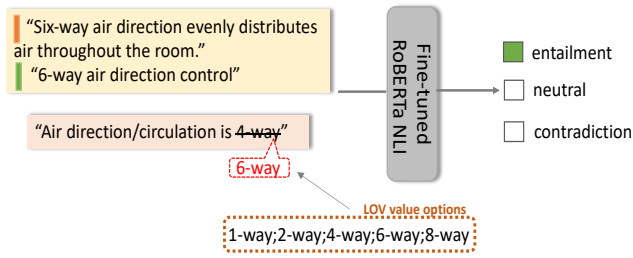 “Six-way air direction evenly distributes
air throughout the room.”
“6-way air direction control”
“Air direction/circulation is 4-way”
6-way
LOV value options
1-way;2-way;4-way;6-way;8-way
Fine-tuned
RoBERTa NLI
entailment
neutral
contradiction